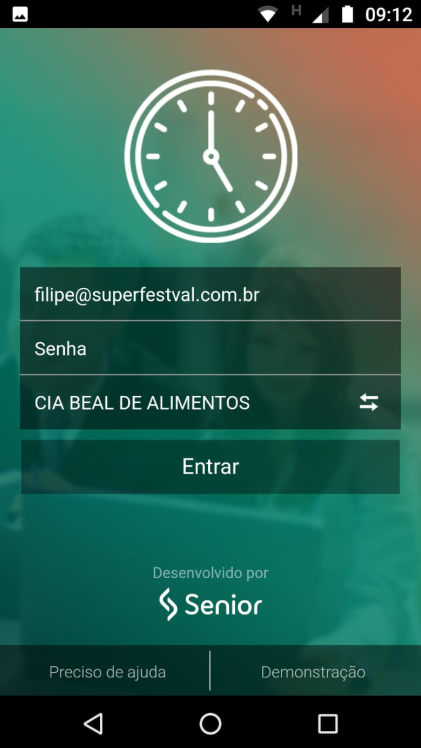 H 09:12
filipe@superfestval.com.br
Senha
CIA BEAL DE ALIMENTOS
Entrar
Desenvolvido por
Senior
Preciso de ajuda
Demonstração